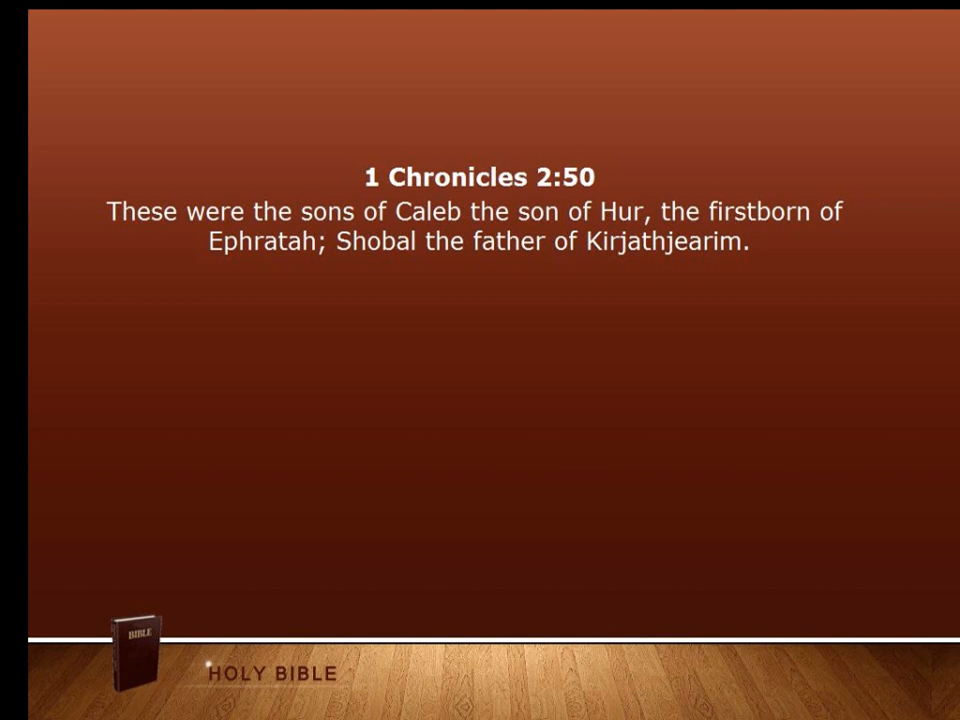 1 Chronicles 2:50
These were the sons of Caleb the son of Hur, the firstborn of
Ephratah; Shobal the father of Kirjathjearim.
BIBLE
HOLY BIBLE